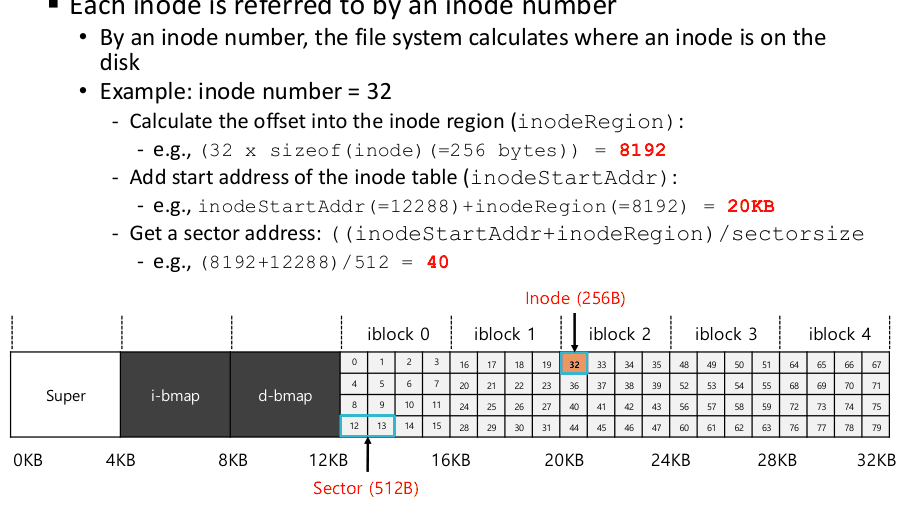 ▪ Each inode is referred to by an inode number
• By an inode number, the file system calculates where an inode is on the
disk
• Example: inode number = 32
- Calculate the offset into the inode region (inodeRegion):
- e.g., (32 x sizeof(inode)(=256 bytes)) = 8192
- Add start address of the inode table (inodeStartAddr):
- e.g., inodeStartAddr(=12288)+inodeRegion(=8192) = 20KB
- Get a sector address: ((inodeStartAddr+inodeRegion)/sectorsize
- e.g., (8192+12288)/512 = 40
Inode (256B)
iblock 0 iblock 1 iblock 2 iblock 3 iblock 4
0 1 2 3 16 17 18 19 32 33 34 35 48 49 50 51 64 65 66 67
4 5 6 7 20 21 22 23 36 37 38 39 52 53 54 55 68 69 70 71
Super i-bmap d-bmap
8 9 10 11 24 25 26 27 40 41 42 43 56 57 58 59 72 73 74 75
12 13 14 15 28 29 30 31 44 45 46 47 60 61 62 63 76 77 78 79
0KB 4KB 8KB 12KB 16KB 20KB 24KB 28KB 32KB
Sector (512B)